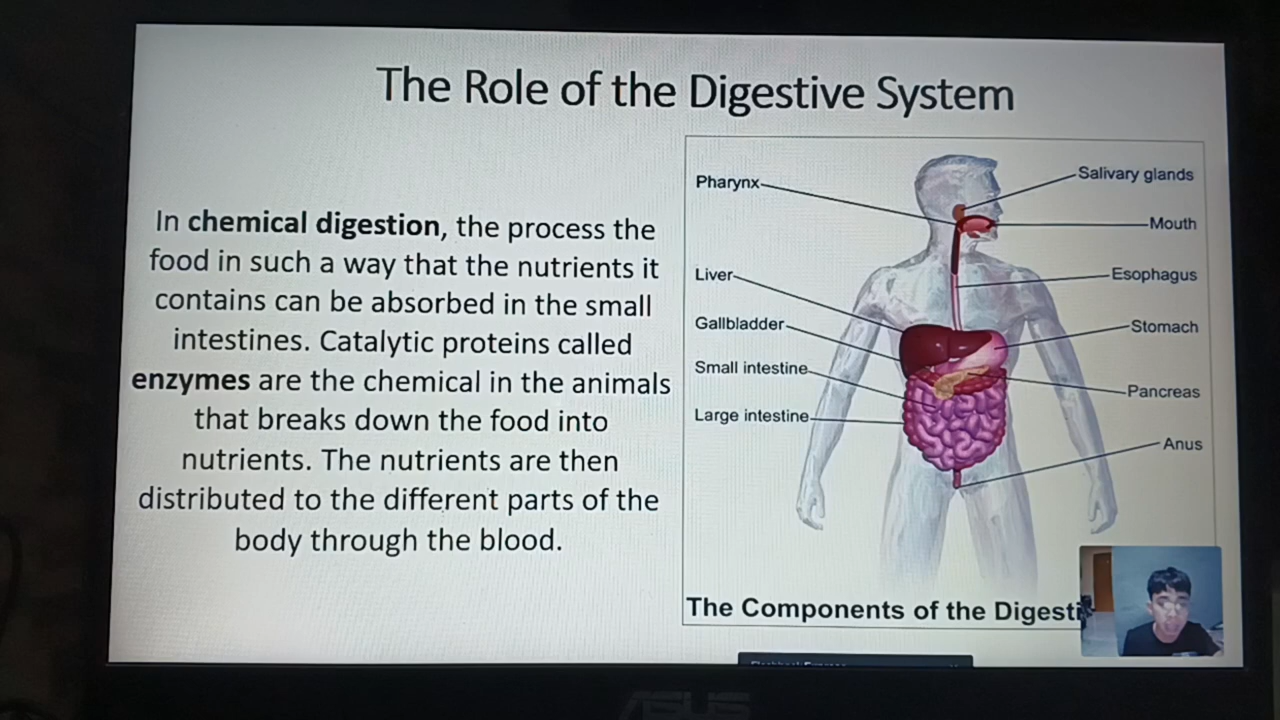 The Role of the Digestive System
In chemical digestion, the process the
food in such a way that the nutrients it
contains can be absorbed in the small
intestines. Catalytic proteins called
enzymes are the chemical in the animals
that breaks down the food into
nutrients. The nutrients are then
distributed to the different parts of the
body through the blood.
Pharynx
Salivary glands
Mouth
Liver
Esophagus
Gallbladder
Stomach
Small intestine
Pancreas
Large intestine
Anus
The Components of the Digesti
ASUS